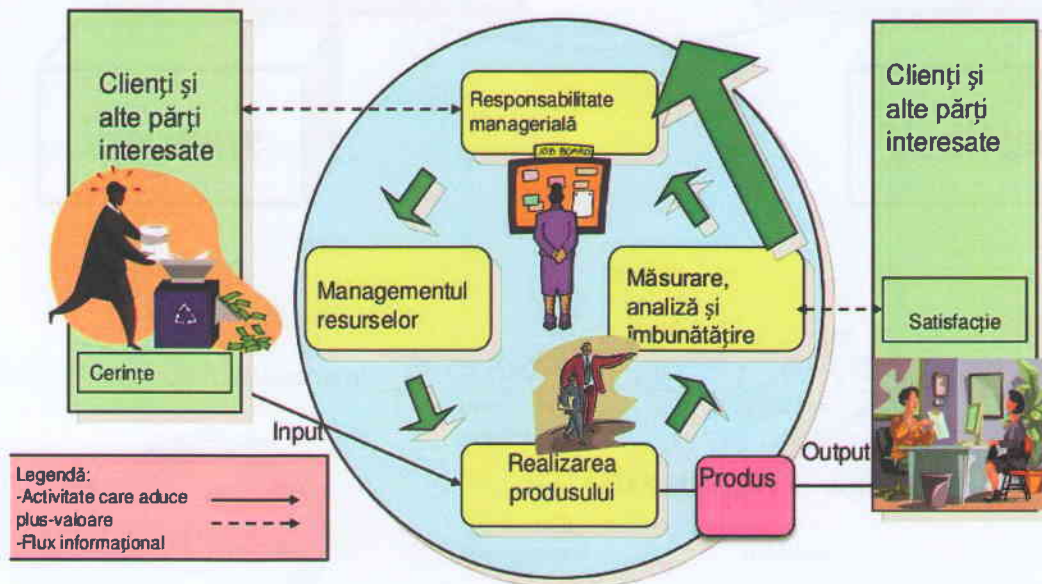 Clienți și
alte părți
interesate
Cerințe
Responsabilitate
managerială
JOB BOARD
Managementul
resurselor
Măsurare,
analiză și
îmbunătățire
Realizarea
produsului
Input
Produs
Output
Clienți și
alte părți
interesate
Satisfacție
Legendă:
-Activitate care aduce
plus-valoare
-Flux informațional